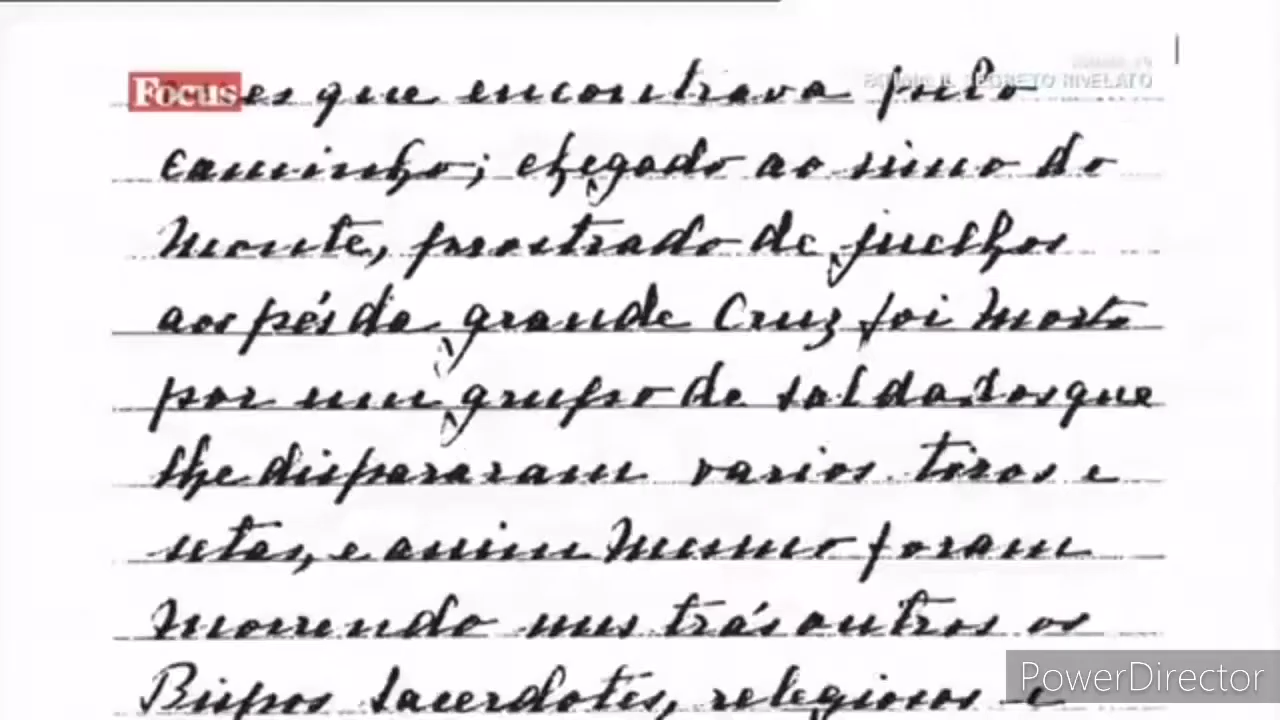 Focus
es que encontrava pelo
caminho; chegado ao simo do
monte, prostrado de juelhos
aos pés da grande Cruz foi morto
por um grupo de soldados que
lhe dispararam varios tiros e
setas, e assim mesmo foram
morrendo uns trás outros os
Bispos Sacerdotes, religiosos e
PowerDirector